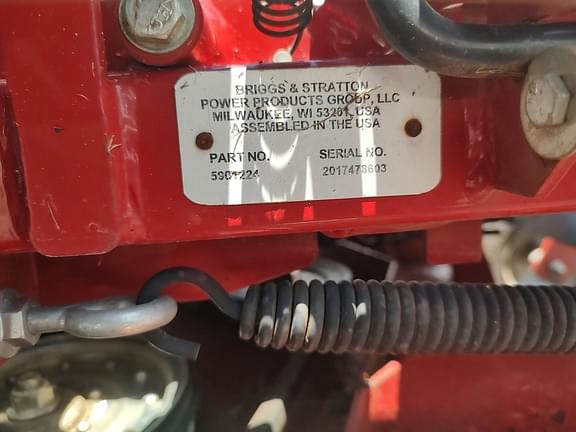 BRIGGS & STRATTON
POWER PRODUCTS GROUP, LLC
MILWAUKEE, WI 53201 USA
ASSEMBLED IN THE USA
PART NO. SERIAL NO.
5901224 2017478603